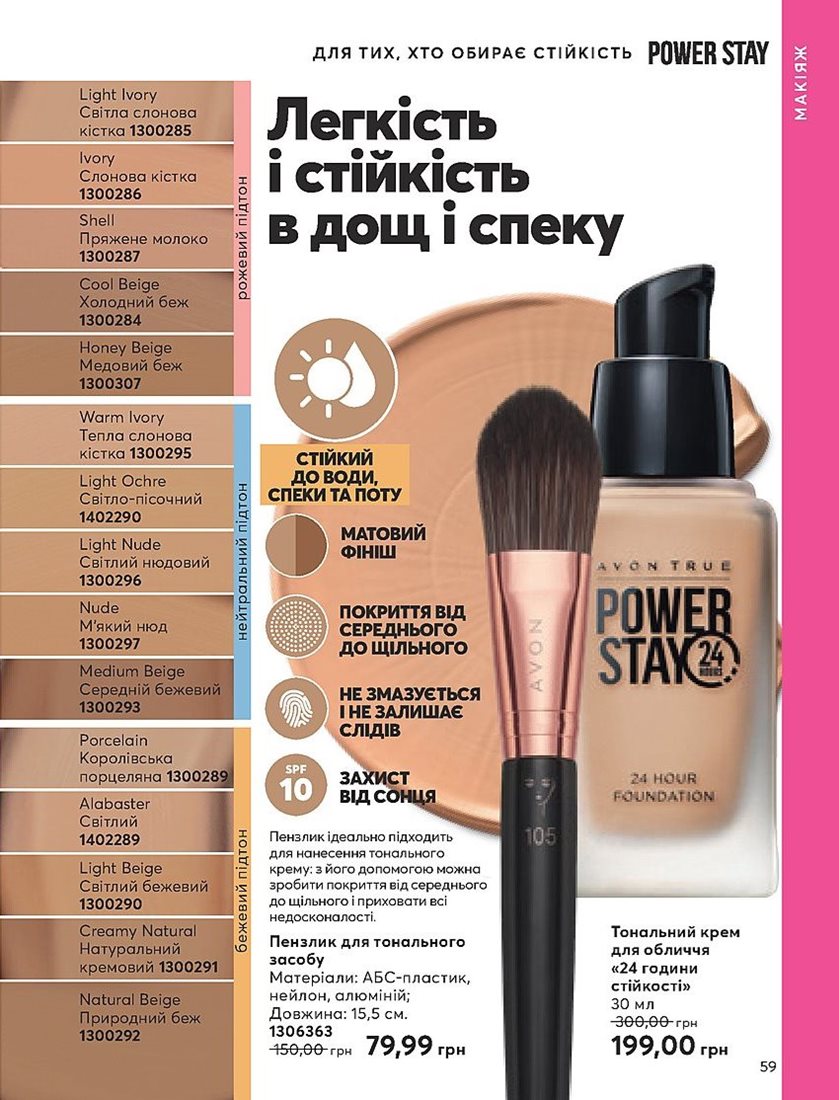 ДЛЯ ТИХ, ХТО ОБИРАЄ СТІЙКІСТЬ POWER STAY
МАКІЯЖ
Light Ivory
Світла слонова
кістка 1300285
Ivory
Слонова кістка
1300286
Shell
Пряжене молоко
1300287
Cool Beige
Холодний беж
1300284
Honey Beige
Медовий беж
1300307
рожевий підтон
Warm Ivory
Тепла слонова
кістка 1300295
Light Ochre
Світло-пісочний
1402290
Light Nude
Світлий нюдовий
1300296
Nude
М'який нюд
1300297
Medium Beige
Середній бежевий
1300293
нейтральний підтон
Porcelain
Королівська
порцеляна 1300289
Alabaster
Світлий
1402289
Light Beige
Світлий бежевий
1300290
Creamy Natural
Натуральний
кремовий 1300291
Natural Beige
Природний беж
1300292
бежевий підтон
Легкість
і стійкість
в дощ і спеку
СТІЙКИЙ
ДО ВОДИ,
СПЕКИ ТА ПОТУ
МАТОВИЙ
ФІНІШ
ПОКРИТТЯ ВІД
СЕРЕДНЬОГО
ДО ЩІЛЬНОГО
НЕ ЗМАЗУЄТЬСЯ
І НЕ ЗАЛИШАЄ
СЛІДІВ
SPF
10
ЗАХИСТ
ВІД СОНЦЯ
Пензлик ідеально підходить
для нанесення тонального
крему: з його допомогою можна
зробити покриття від середнього
до щільного і приховати всі
недосконалості.
Пензлик для тонального
засобу
Матеріали: АБС-пластик,
нейлон, алюміній;
Довжина: 15,5 см.
1306363
150,00 грн 79,99 грн
AVON
105
AVON TRUE
POWER
STAY
24
HOURS
24 HOUR
FOUNDATION
Тональний крем
для обличчя
«24 години
стійкості»
30 мл
300,00 грн
199,00 грн
59